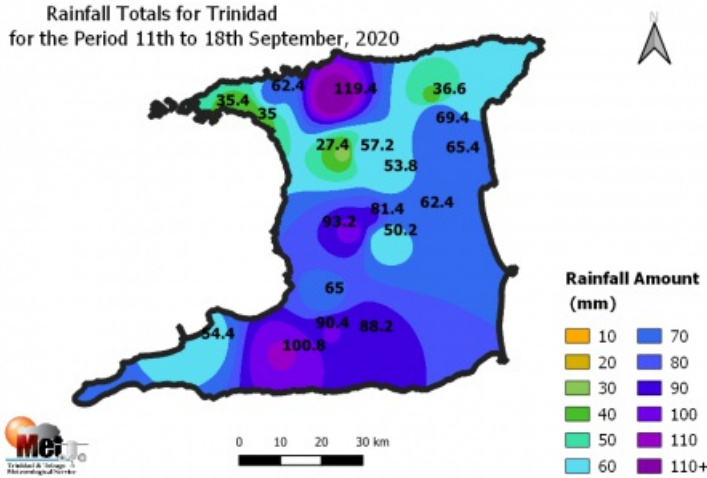 Rainfall Totals for Trinidad
for the Period 11th to 18th September, 2020
N
62.4
119.4
36.6
35.4
35
69.4
27.4
57.2
65.4
53.8
81.4
62.4
93.2
50.2
65
90.4
88.2
54.4
100.8
Rainfall Amount
(mm)
10 70
20 80
30 90
40 100
50 110
60 110+
Met
Trinidad & Tobago
Meteorological Service
0 10 20 30 km